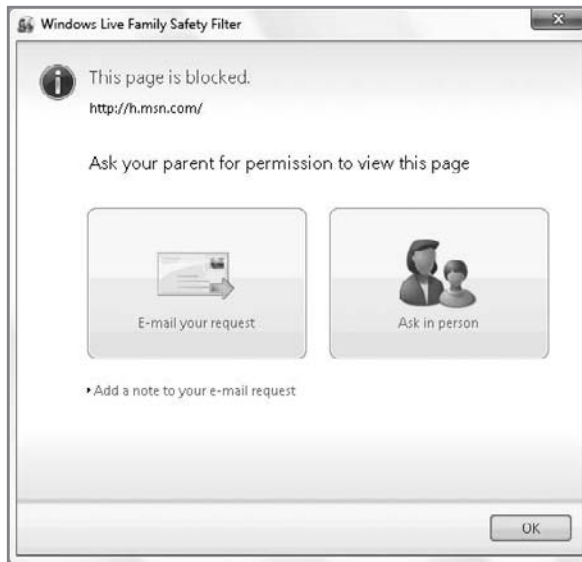 Windows Live Family Safety Filter
This page is blocked.
http://h.msn.com/
Ask your parent for permission to view this page
E-mail your request
Ask in person
Add a note to your e-mail request
OK